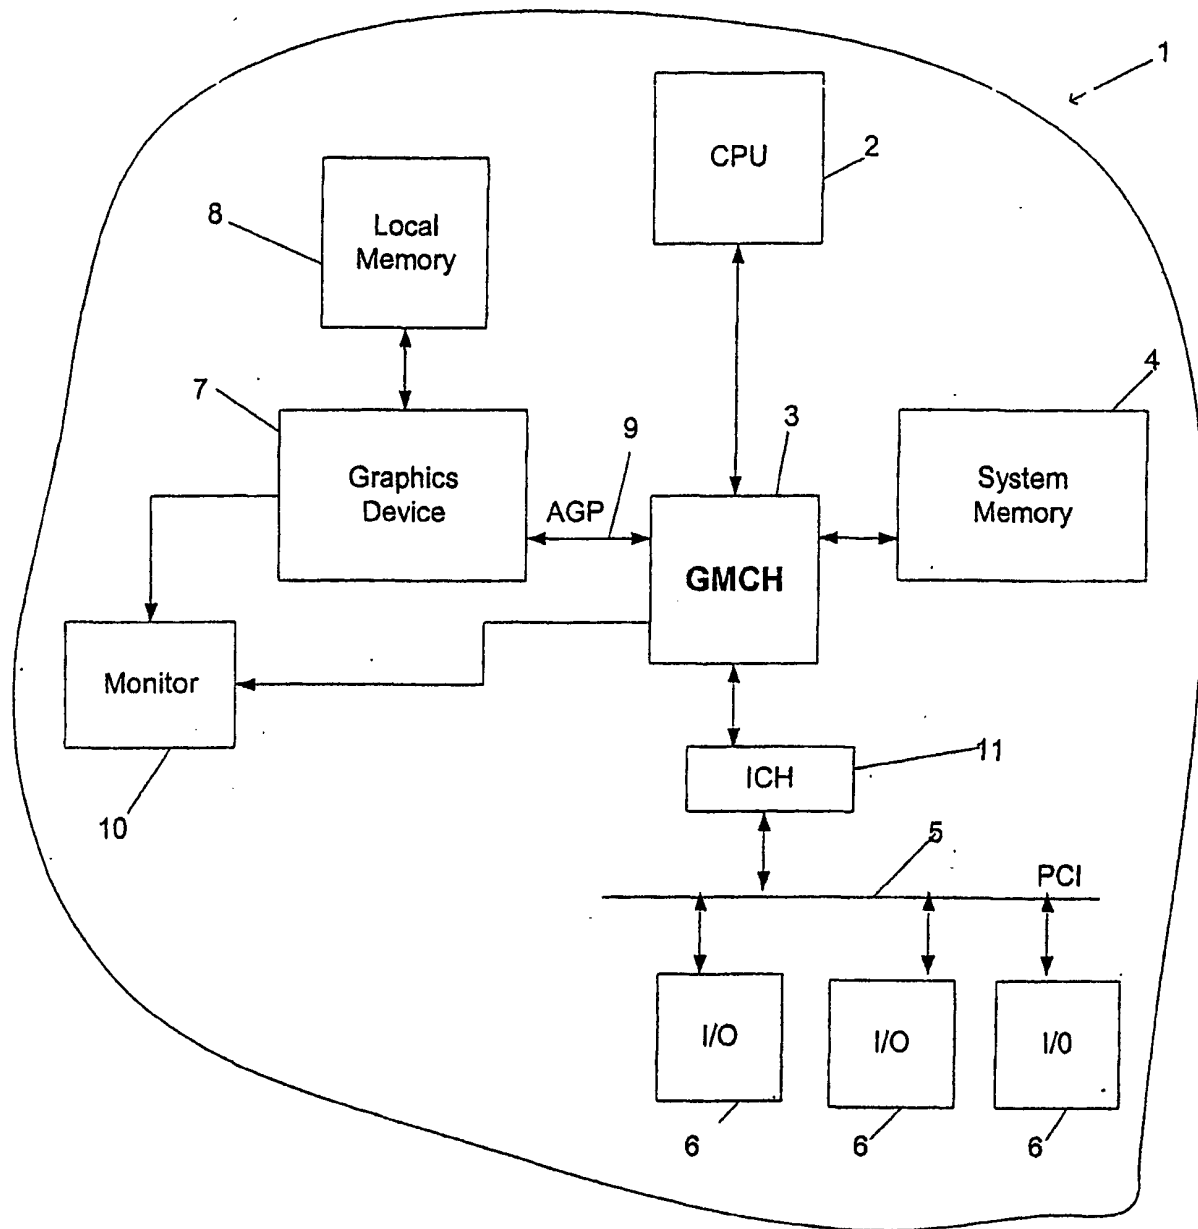 1
CPU
2
8
Local
Memory
7
Graphics
Device
9
AGP
3
GMCH
4
System
Memory
Monitor
10
ICH
11
5
PCI
I/O
I/O
I/0
6
6
6